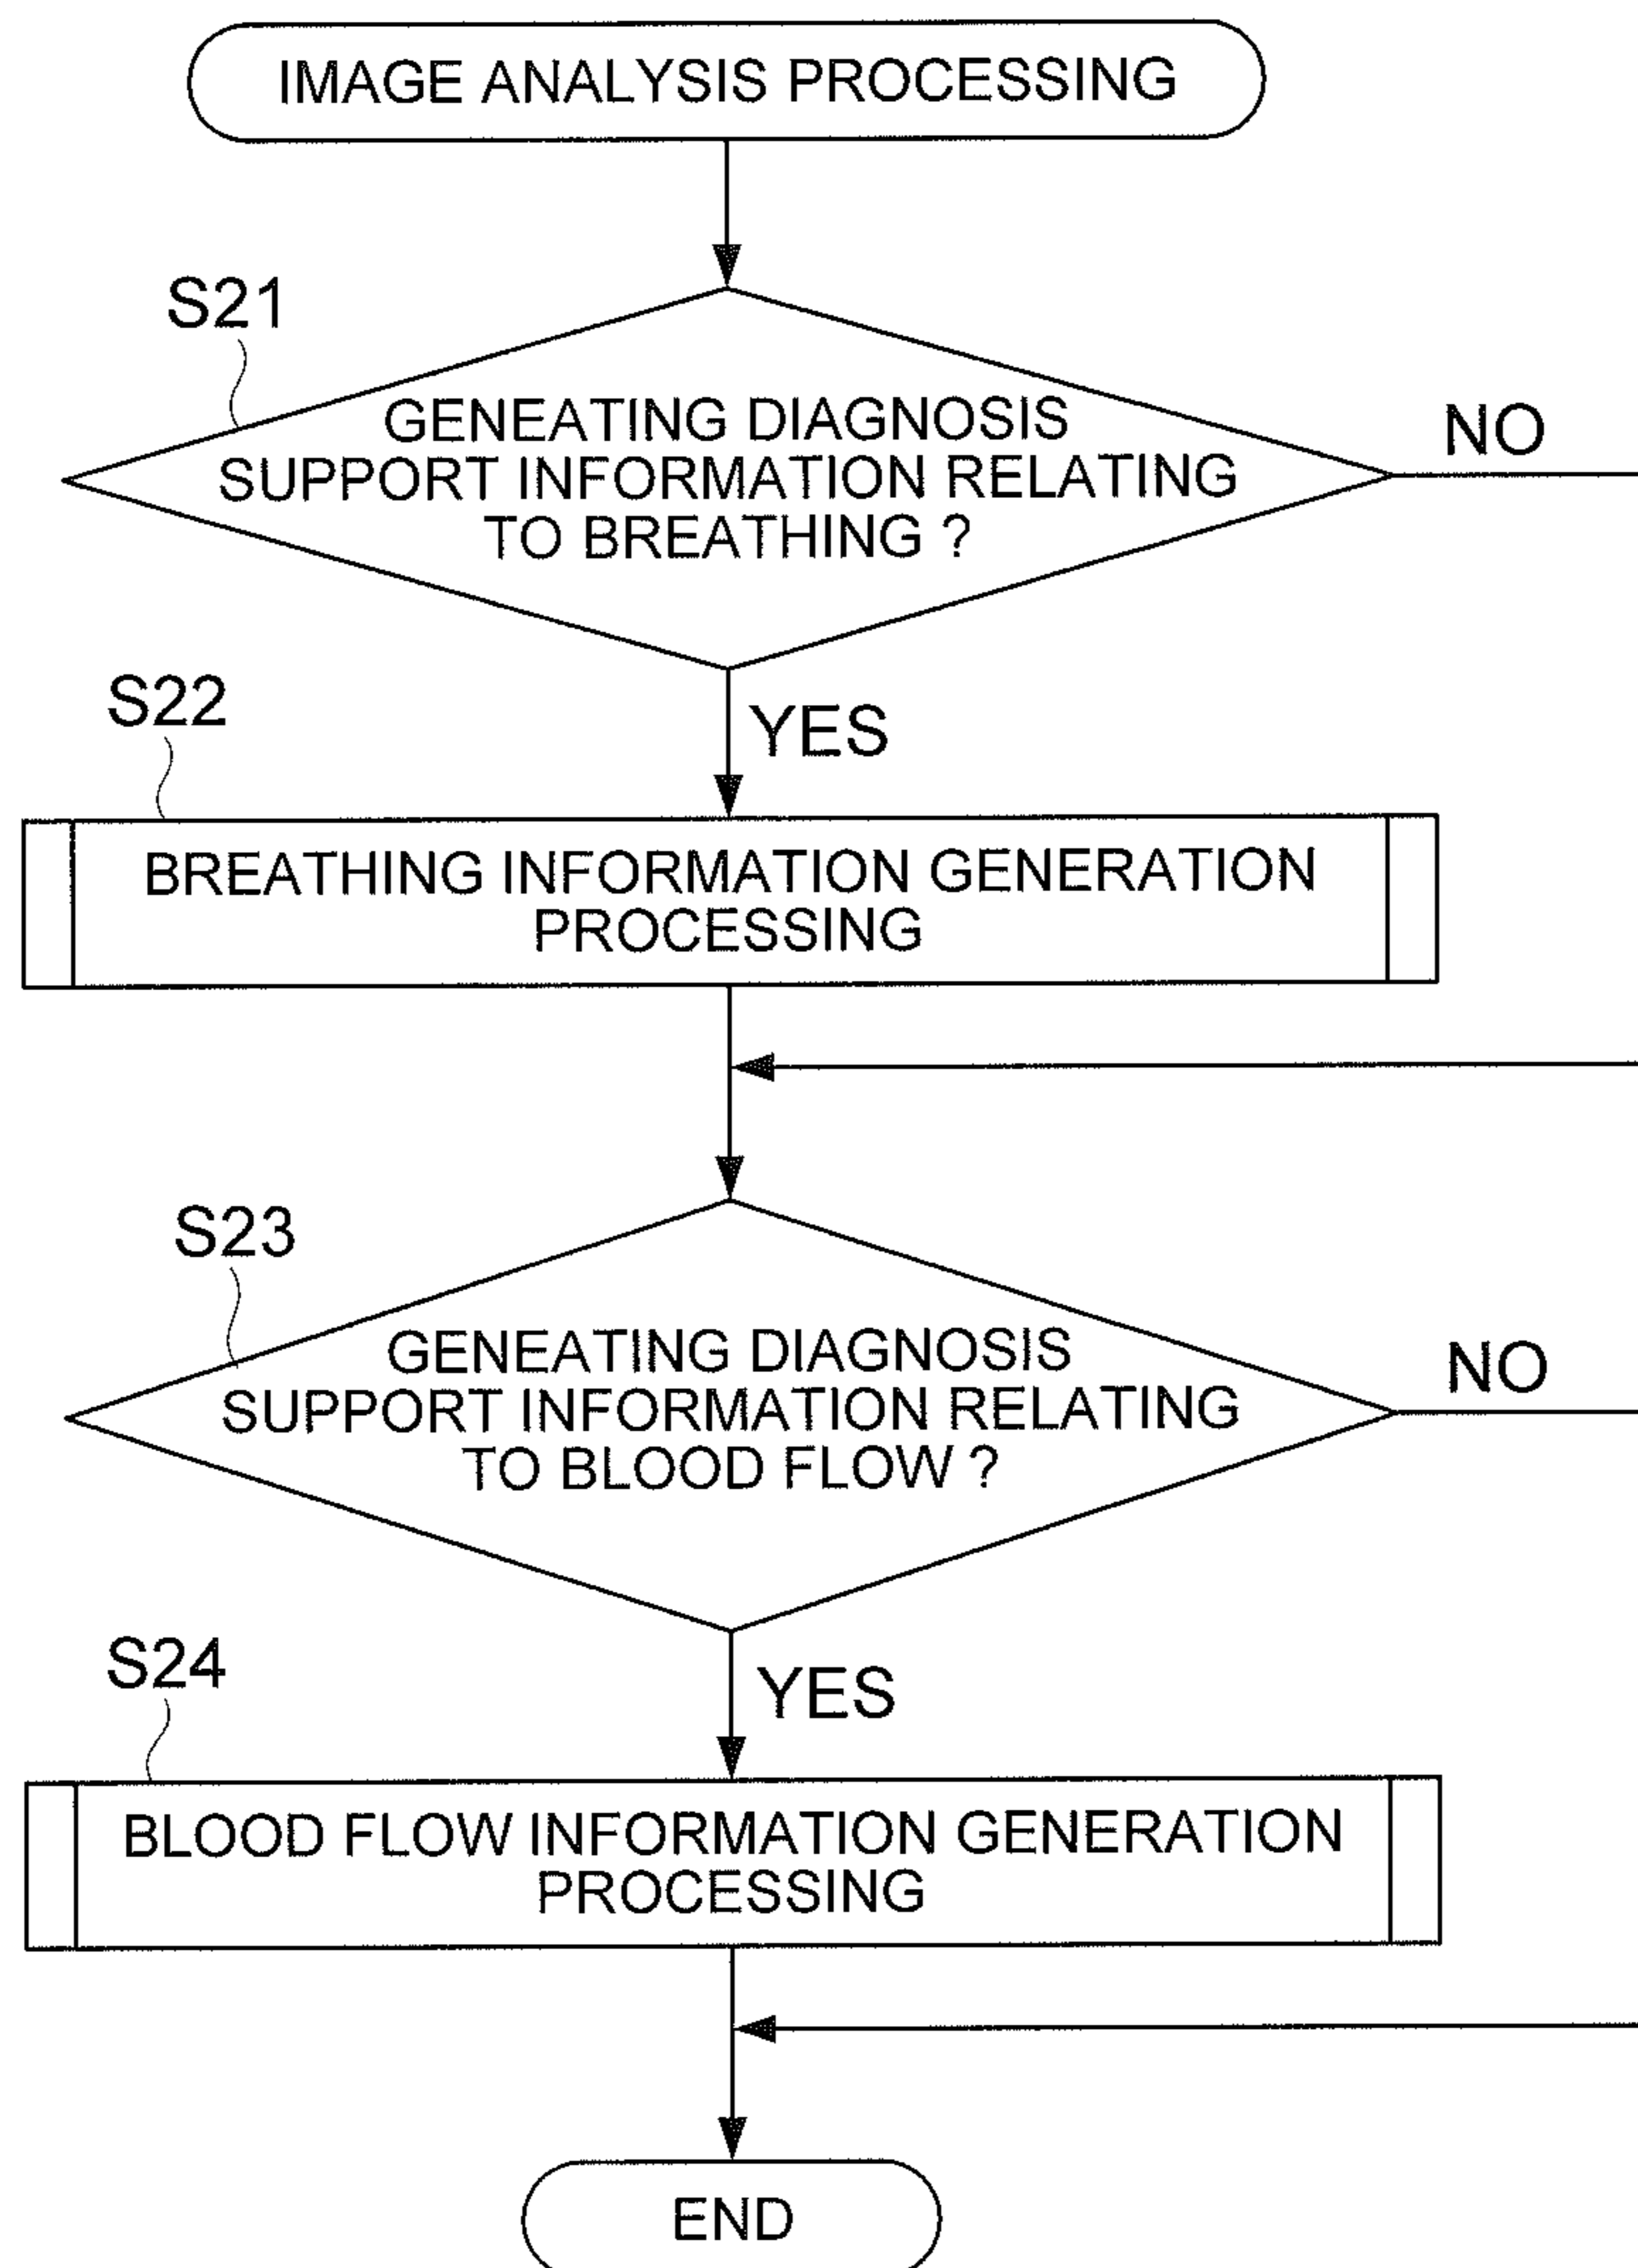 IMAGE ANALYSIS PROCESSING
S21
GENEATING DIAGNOSIS
SUPPORT INFORMATION RELATING
TO BREATHING ?
NO
YES
S22
BREATHING INFORMATION GENERATION
PROCESSING
S23
GENEATING DIAGNOSIS
SUPPORT INFORMATION RELATING
TO BLOOD FLOW ?
NO
YES
S24
BLOOD FLOW INFORMATION GENERATION
PROCESSING
END